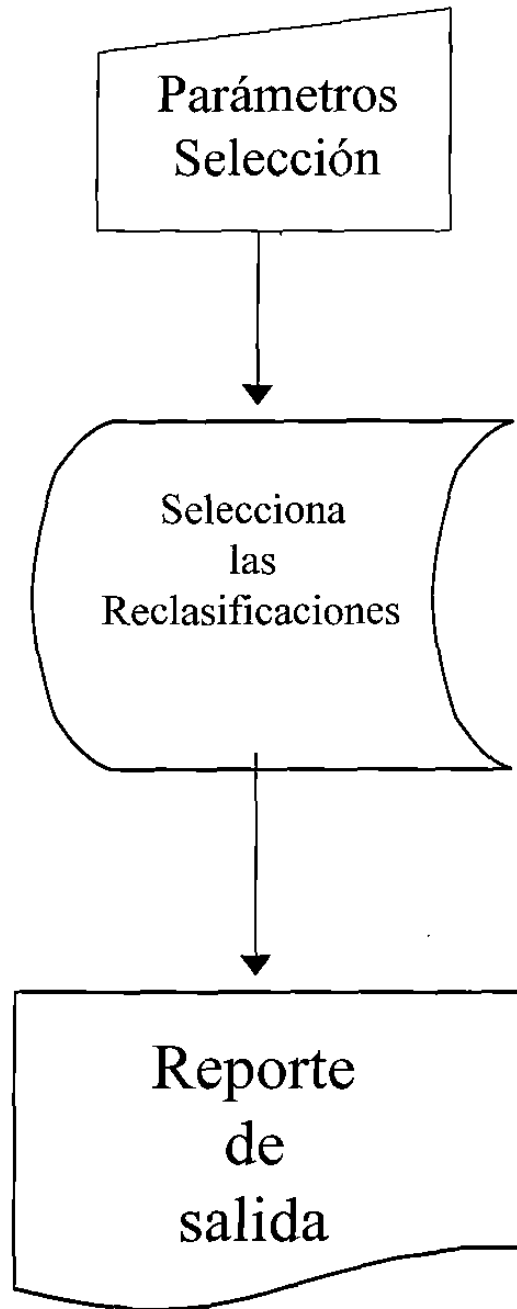 Parámetros
Selección
Selecciona
las
Reclasificaciones
Reporte
de
salida